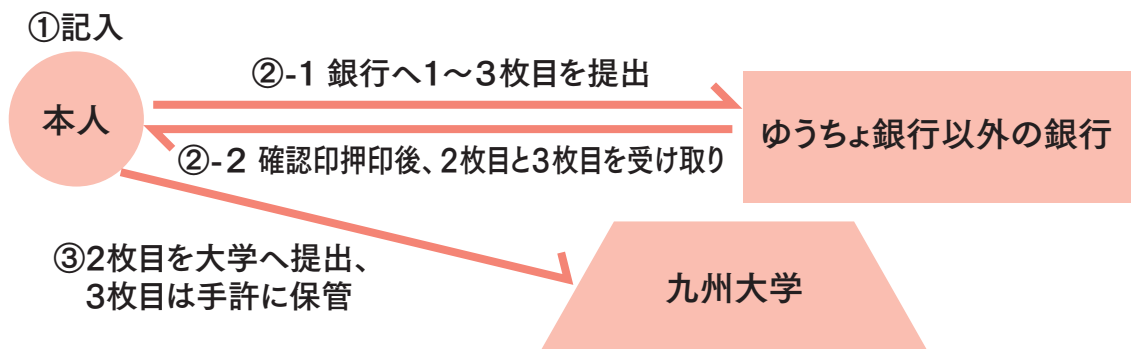 ①記入
②-1 銀行へ1〜3枚目を提出
本人
ゆうちょ銀行以外の銀行
②-2 確認印押印後、2枚目と3枚目を受け取り
③2枚目を大学へ提出、
3枚目は手許に保管
九州大学